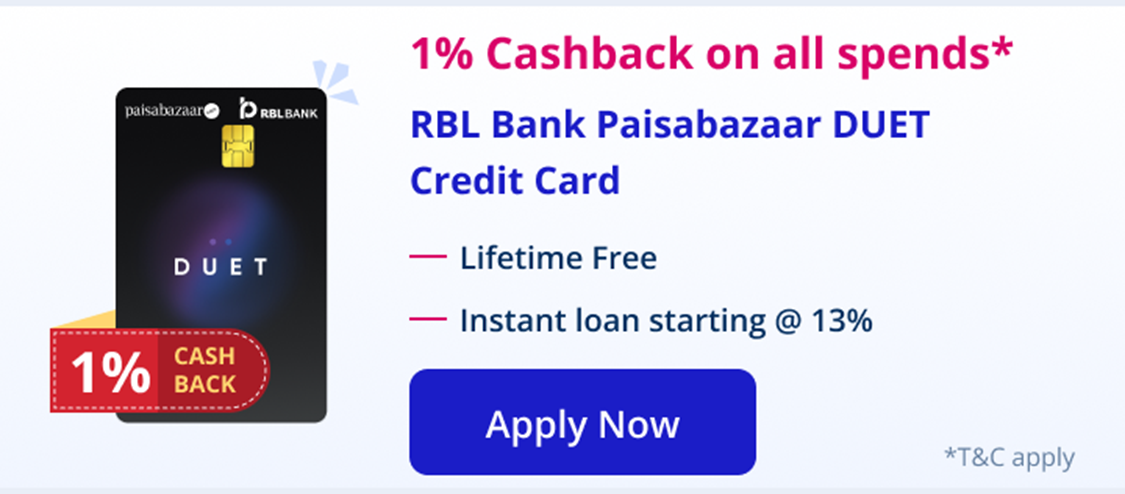 paisabazaar RBL BANK
DUET
1% CASH
BACK
1% Cashback on all spends*
RBL Bank Paisabazaar DUET
Credit Card
Lifetime Free
Instant loan starting @ 13%
Apply Now
*T&C apply